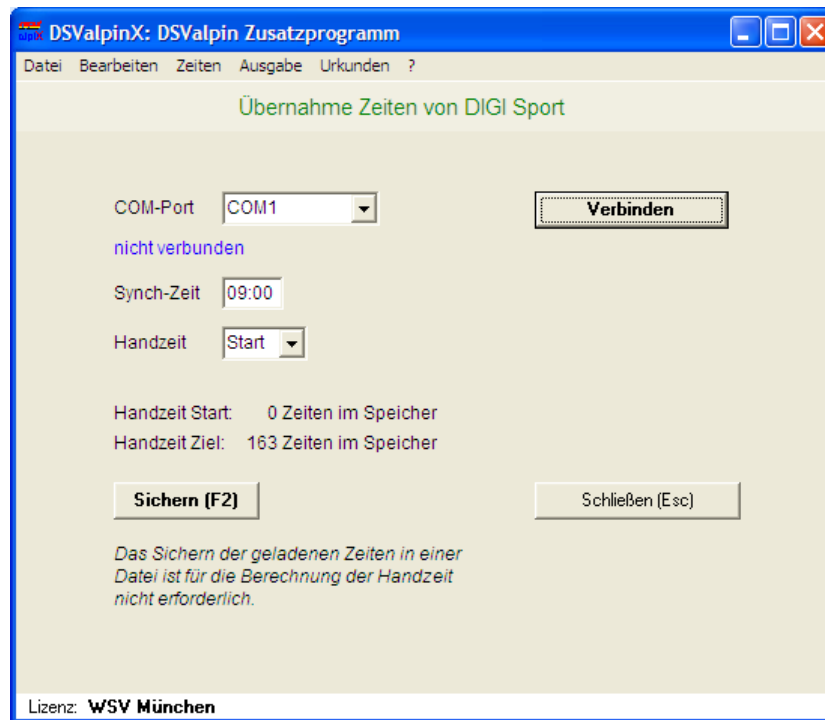 DSValpinX: DSValpin Zusatzprogramm
Datei Bearbeiten Zeiten Ausgabe Urkunden ?
Übernahme Zeiten von DIGI Sport
COM-Port COM1 Verbinden
nicht verbunden
Synch-Zeit 09:00
Handzeit Start
Handzeit Start: 0 Zeiten im Speicher
Handzeit Ziel: 163 Zeiten im Speicher
Sichern (F2) Schließen (Esc)
Das Sichern der geladenen Zeiten in einer
Datei ist für die Berechnung der Handzeit
nicht erforderlich.
Lizenz: WSV München